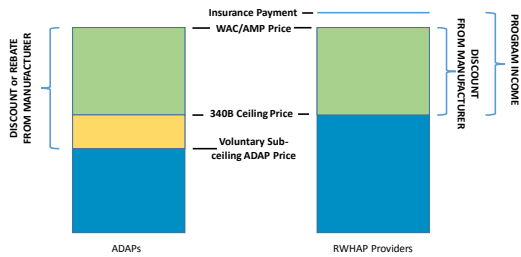 Insurance Payment
WAC/AMP Price
340B Ceiling Price
Voluntary Sub-
ceiling ADAP Price
DISCOUNT or REBATE
FROM MANUFACTURER
DISCOUNT
FROM MANUFACTURER
PROGRAM INCOME
ADAPs
RWHAP Providers